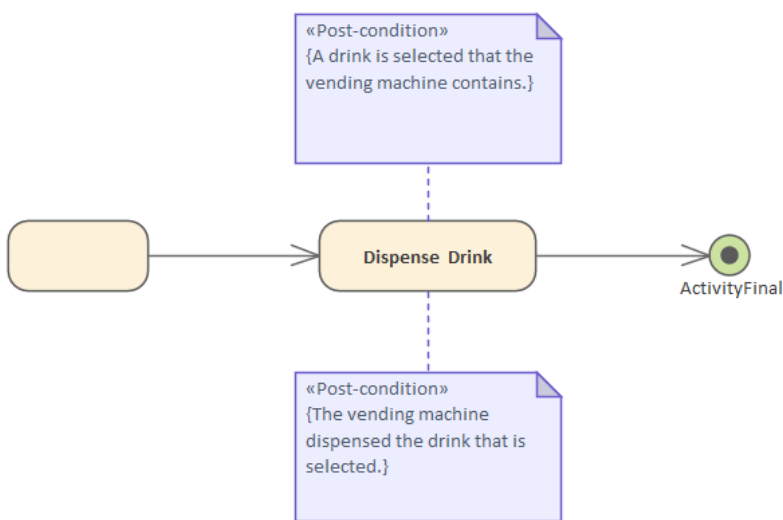 «Post-condition»
{A drink is selected that the
vending machine contains.}
Dispense Drink
ActivityFinal
«Post-condition»
{The vending machine
dispensed the drink that is
selected.}